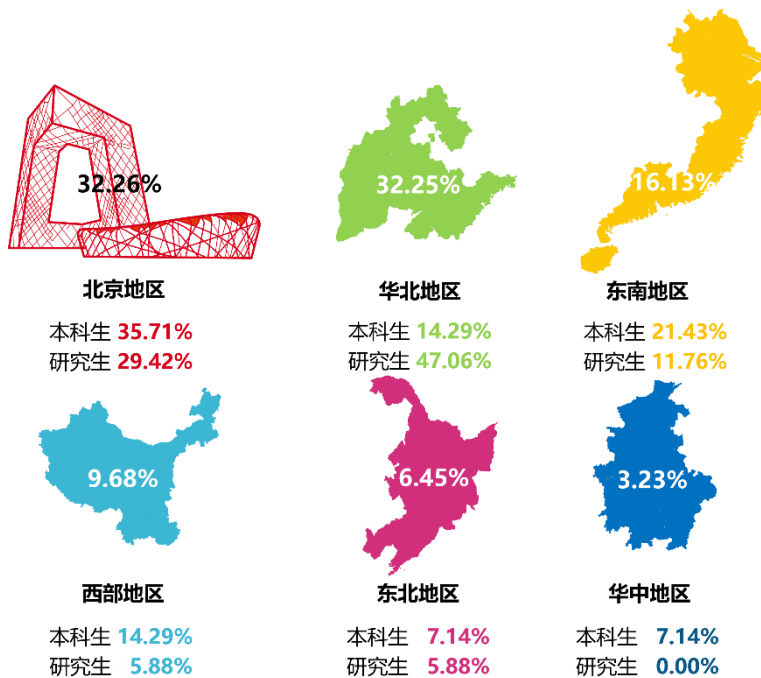 32.26%
32.25%
16.13%
北京地区
华北地区
东南地区
本科生 35.71%
研究生 29.42%
本科生 14.29%
研究生 47.06%
本科生 21.43%
研究生 11.76%
9.68%
6.45%
3.23%
西部地区
东北地区
华中地区
本科生 14.29%
研究生 5.88%
本科生 7.14%
研究生 5.88%
本科生 7.14%
研究生 0.00%